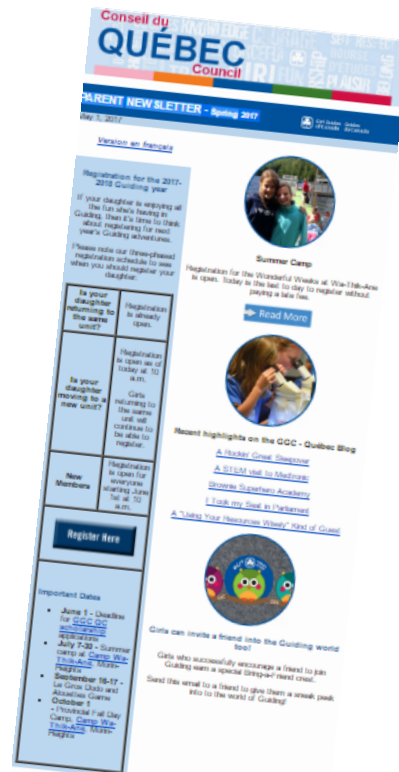 Conseil du
QUÉBEC
Council
PARENT NEWSLETTER - Spring 2017
Girl Guides Guides
of Canada du Canada
May 1, 2017
Version en français
Registration for the 2017-
2018 Guiding year
If your daughter is enjoying all
the fun she's having in
Guiding, then it's time to think
about registering for next
year's Guiding adventures.
Please note our three-phased
registration schedule to see
when you should register your
daughter.
Is your
daughter
returning to
the same
unit?
Registration
is already
open.
Is your
daughter
moving to a
new unit?
Registration
is open as of
today at 10
a.m.
Girls
returning to
the same
unit will
continue to
be able to
register.
New
Members
Registration
is open for
everyone
starting June
1st at 10
a.m.
Register Here
Important Dates
• June 1 - Deadline
for GGC QC
scholarship
applications
• July 7-30 - Summer
camp at Camp Wa-
Thik-Ane, Morin-
Heights
• September 16-17 -
Le Gros Dodo and
Alouettes Game
• October 1
- Provincial Fall Day
Camp, Camp Wa-
Thik-Ane, Morin-
Heights
Summer Camp
Registration for the Wonderful Weeks at Wa-Thik-Ane
is open. Today is the last to day to register without
paying a late fee.
Read More
Recent highlights on the GGC - Québec Blog
A Rockin' Great Sleepover
A STEM visit to Medtronic
Brownie Superhero Academy
I Took my Seat in Parliament
A "Using Your Resources Wisely" Kind of Guest
Girls can invite a friend into the Guiding world
too!
Girls who successfully encourage a friend to join
Guiding earn a special Bring-a-Friend crest.
Send this email to a friend to give them a sneak peek
into to the world of Guiding!